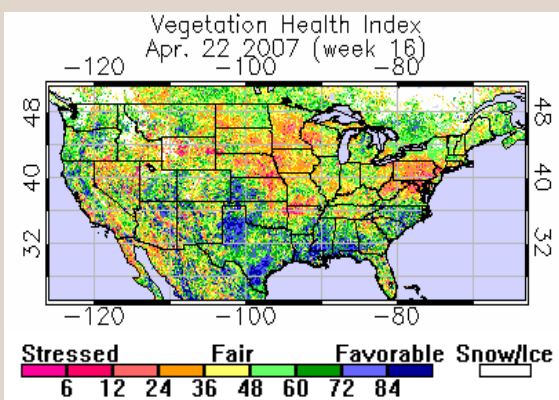 Vegetation Health Index
Apr. 22 2007 (week 16)
-120 -100 -80
48 48
40 40
32 32
-120 -100 -80
Stressed Fair Favorable Snow/Ice
6 12 24 36 48 60 72 84